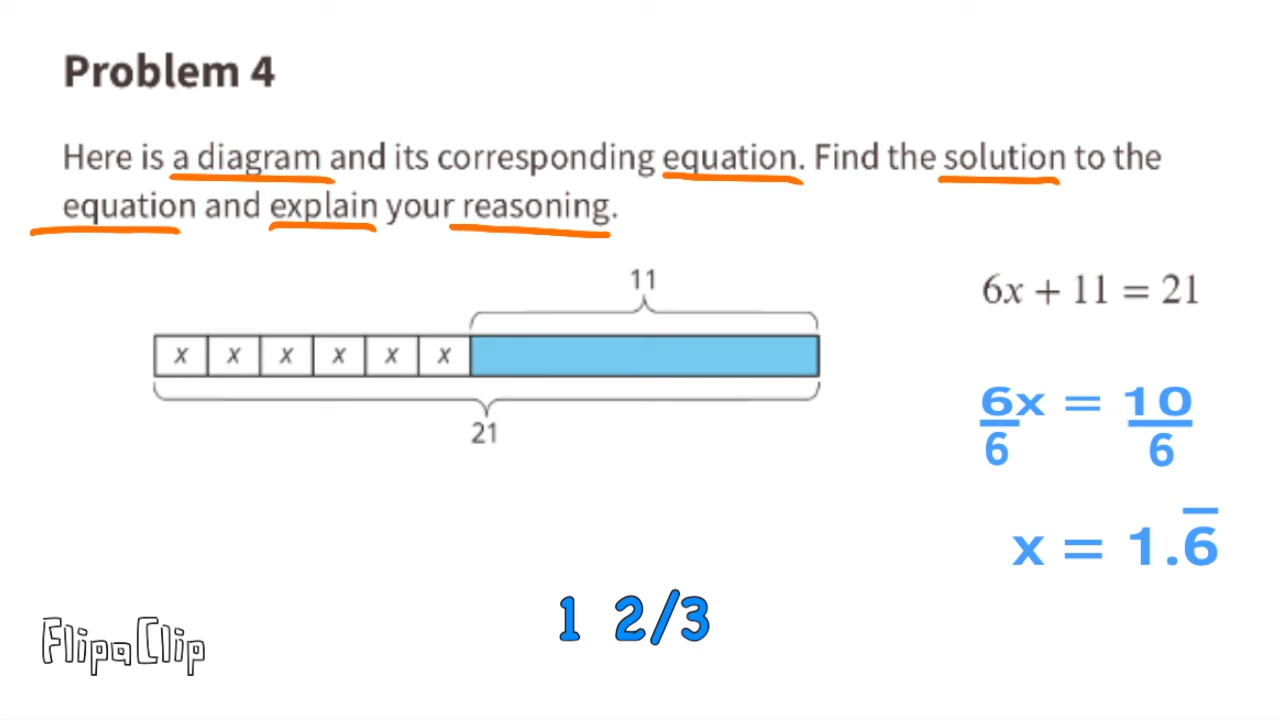 Problem 4
Here is a diagram and its corresponding equation. Find the solution to the
equation and explain your reasoning.
11
6x + 11 = 21
x x x x x x
21
6x = 10
6 6
x = 1.6̅
1 2/3
FlipaClip